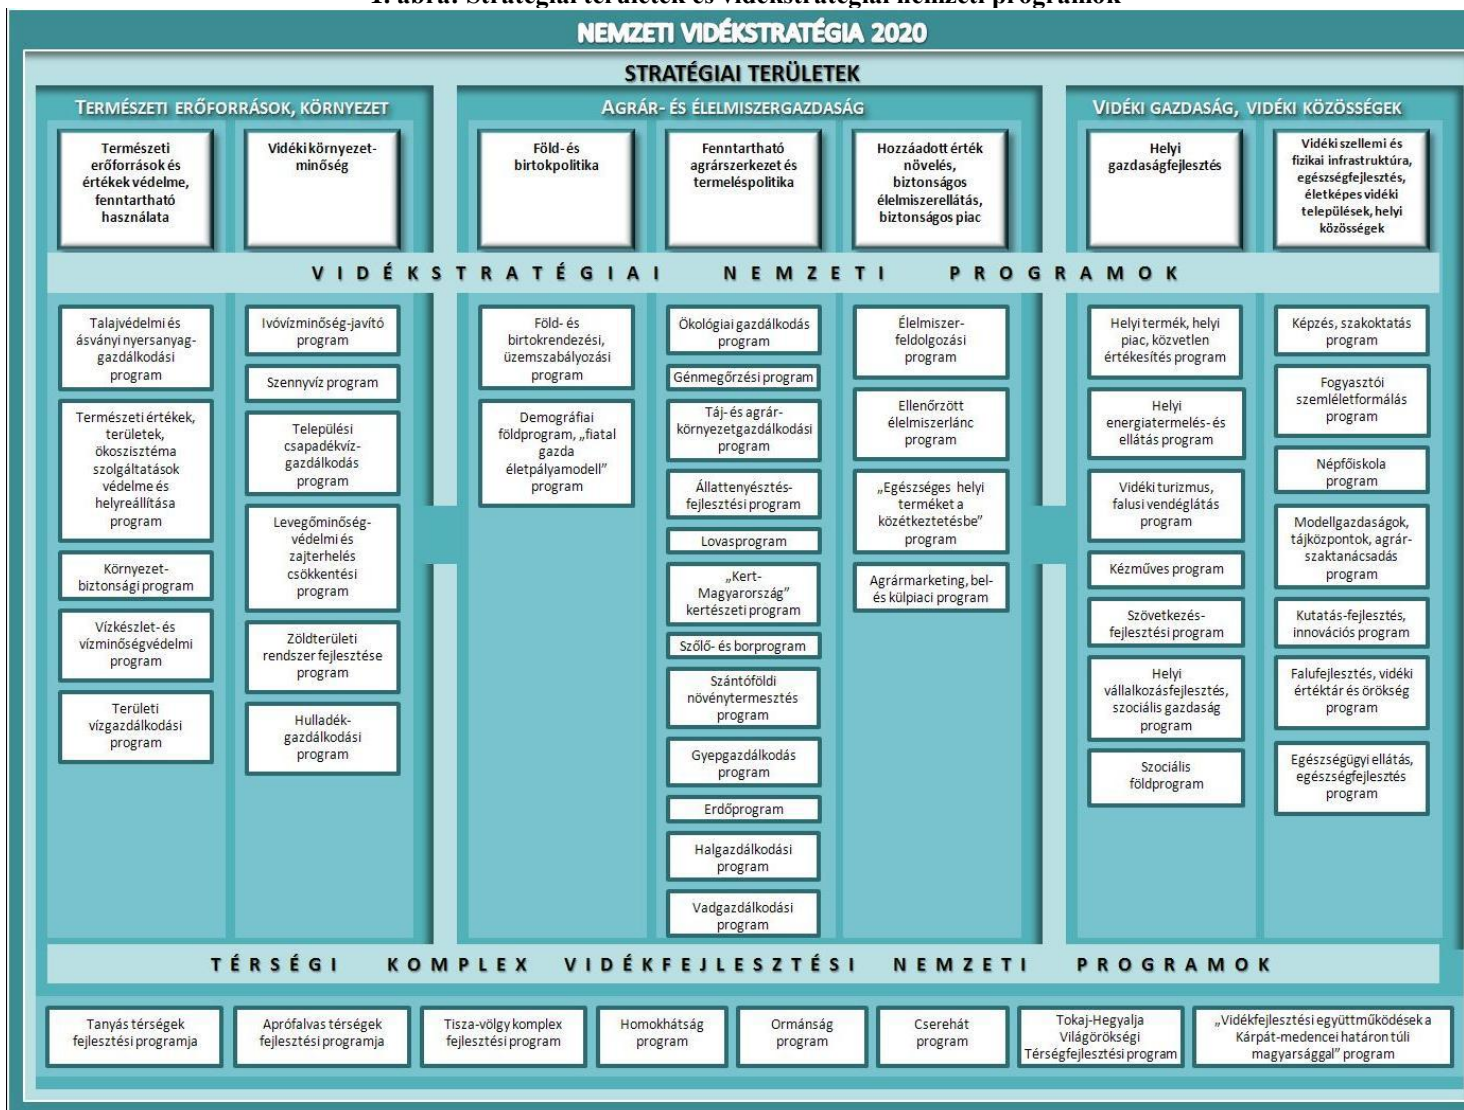 1. ábra: Stratégiai területek és vidékstratégiai nemzeti programok
NEMZETI VIDÉKSTRATÉGIA 2020
STRATÉGIAI TERÜLETEK
TERMÉSZETI ERŐFORRÁSOK, KÖRNYEZET
Természeti
erőforrások és
értékek védelme,
fenntartható
használata
Vidéki környezet-
minőség
AGRÁR- ÉS ÉLELMISZERGAZDASÁG
Föld- és
birtokpolitika
Fenntartható
agrárszerkezet és
termeléspolitika
Hozzáadott érték
növelés,
biztonságos
élelmiszerellátás,
biztonságos piac
VIDÉKI GAZDASÁG, VIDÉKI KÖZÖSSÉGEK
Helyi
gazdaságfejlesztés
Vidéki szellemi és
fizikai infrastruktúra,
egészségfejlesztés,
életképes vidéki
települések, helyi
közösségek
VIDÉKSTRATÉGIAI NEMZETI PROGRAMOK
Talajvédelmi és
ásványi nyersanyag-
gazdálkodási
program
Természeti értékek,
területek,
ökoszisztéma
szolgáltatások
védelme és
helyreállítása
program
Környezet-
biztonsági program
Vízkészlet- és
vízminőségvédelmi
program
Területi
vízgazdálkodási
program
Ivóvízminőség-javító
program
Szennyvíz program
Települési
csapadékvíz-
gazdálkodás
program
Levegőminőség-
védelmi és
zajterhelés
csökkentési
program
Zöldterületi
rendszer fejlesztése
program
Hulladék-
gazdálkodási
program
Föld- és
birtokrendezési,
üzemszabályozási
program
Demográfiai
földprogram, „fiatal
gazda
életpályamodell”
program
Ökológiai gazdálkodás
program
Génmegőrzési program
Táj- és agrár-
környezetgazdálkodási
program
Állattenyésztés-
fejlesztési program
Lovasprogram
„Kert-
Magyarország”
kertészeti program
Szőlő- és borprogram
Szántóföldi
növénytermesztés
program
Gyepgazdálkodás
program
Erdőprogram
Halgazdálkodási
program
Vadgazdálkodási
program
Élelmiszer-
feldolgozási
program
Ellenőrzött
élelmiszerlánc
program
„Egészséges helyi
terméket a
közétkeztetésbe”
program
Agrármarketing, bel-
és külpiaci program
Helyi termék, helyi
piac, közvetlen
értékesítés program
Helyi
energiatermelés- és
ellátás program
Vidéki turizmus,
falusi vendéglátás
program
Kézműves program
Szövetkezés-
fejlesztési program
Helyi
vállalkozásfejlesztés,
szociális gazdaság
program
Szociális
földprogram
Képzés, szakoktatás
program
Fogyasztói
szemléletformálás
program
Népfőiskola
program
Modellgazdaságok,
tájközpontok, agrár-
szaktanácsadás
program
Kutatás-fejlesztés,
innovációs program
Falufejlesztés, vidéki
értéktár és örökség
program
Egészségügyi ellátás,
egészségfejlesztés
program
TÉRSÉGI KOMPLEX VIDÉKFEJLESZTÉSI NEMZETI PROGRAMOK
Tanyás térségek
fejlesztési programja
Aprófalvas térségek
fejlesztési programja
Tisza-völgy komplex
fejlesztési program
Homokhátság
program
Ormánság
program
Cserehát
program
Tokaj-Hegyalja
Világörökségi
Térségfejlesztési program
„Vidékfejlesztési együttműködések a
Kárpát-medencei határon túli
magyarsággal” program